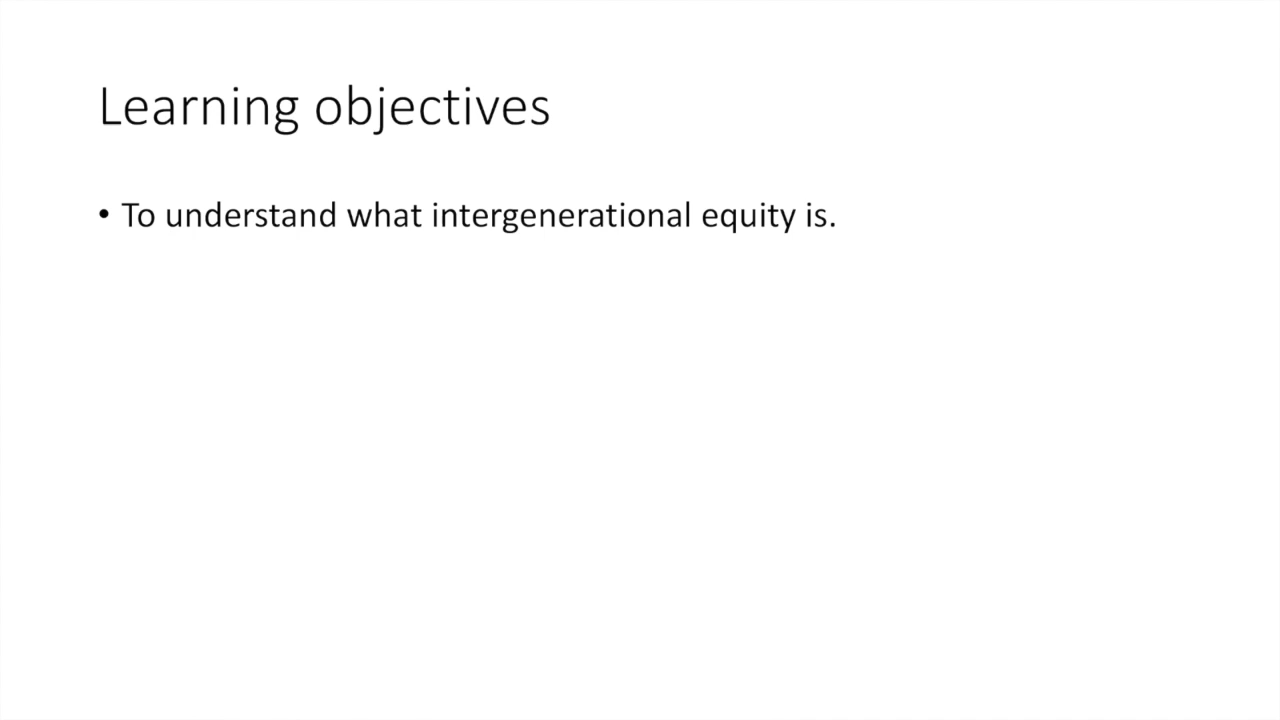 Learning objectives
• To understand what intergenerational equity is.